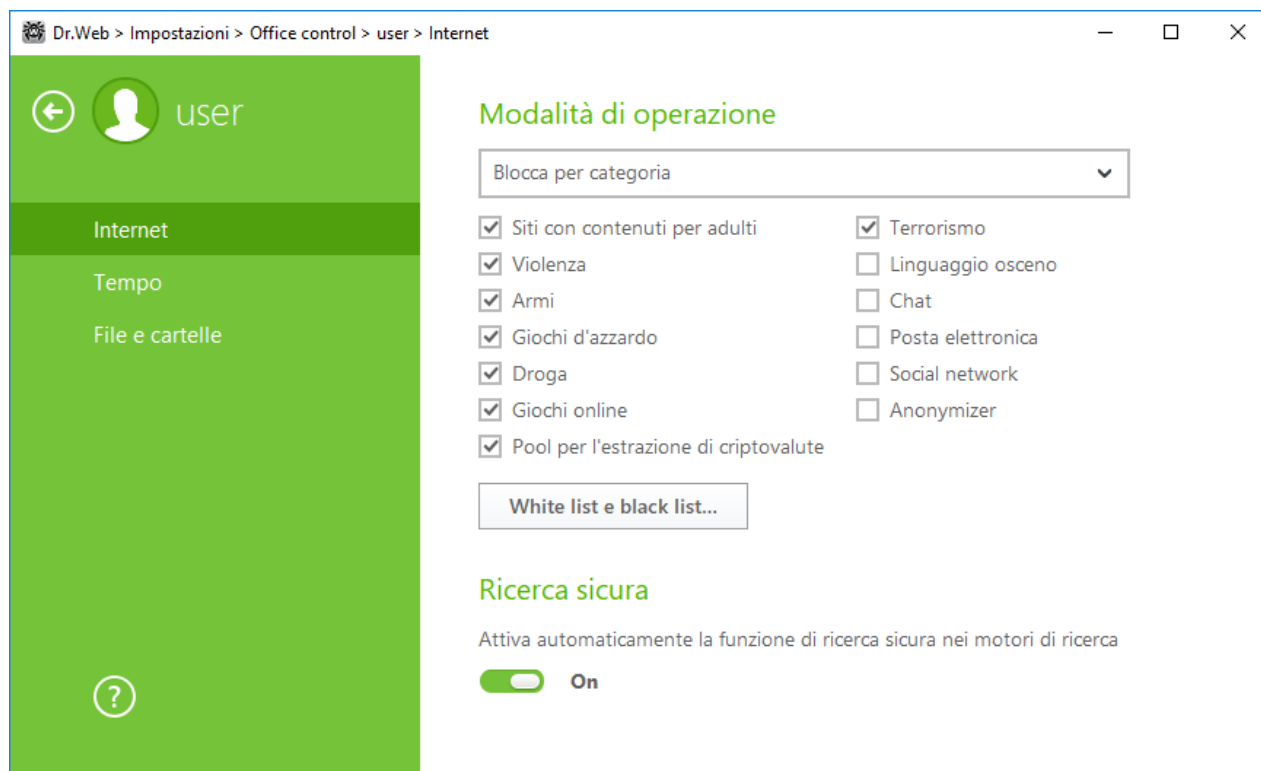 Dr.Web > Impostazioni > Office control > user > Internet
user
Internet
Tempo
File e cartelle
?
Modalità di operazione
Blocca per categoria
Siti con contenuti per adulti
Violenza
Armi
Giochi d'azzardo
Droga
Giochi online
Pool per l'estrazione di criptovalute
Terrorismo
Linguaggio osceno
Chat
Posta elettronica
Social network
Anonymizer
White list e black list...
Ricerca sicura
Attiva automaticamente la funzione di ricerca sicura nei motori di ricerca
On